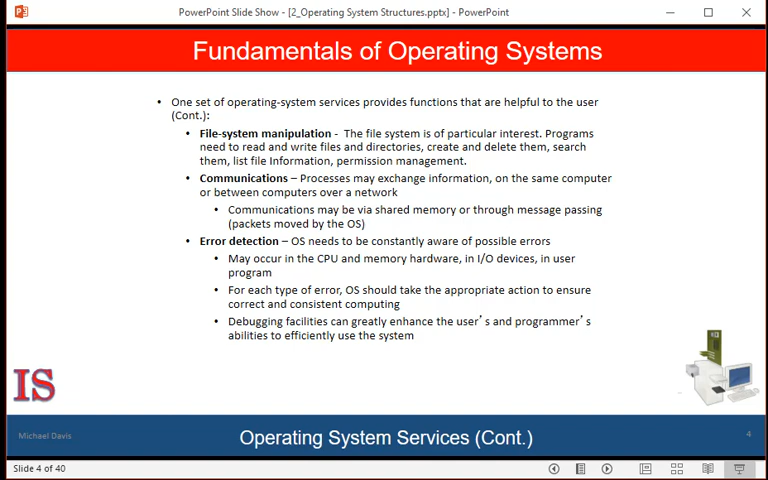 PowerPoint Slide Show - [2_Operating System Structures.pptx] - PowerPoint
Fundamentals of Operating Systems
• One set of operating-system services provides functions that are helpful to the user
(Cont.):
• File-system manipulation - The file system is of particular interest. Programs
need to read and write files and directories, create and delete them, search
them, list file Information, permission management.
• Communications – Processes may exchange information, on the same computer
or between computers over a network
• Communications may be via shared memory or through message passing
(packets moved by the OS)
• Error detection – OS needs to be constantly aware of possible errors
• May occur in the CPU and memory hardware, in I/O devices, in user
program
• For each type of error, OS should take the appropriate action to ensure
correct and consistent computing
• Debugging facilities can greatly enhance the user’s and programmer’s
abilities to efficiently use the system
IS
Michael Davis
Operating System Services (Cont.)
4
Slide 4 of 40